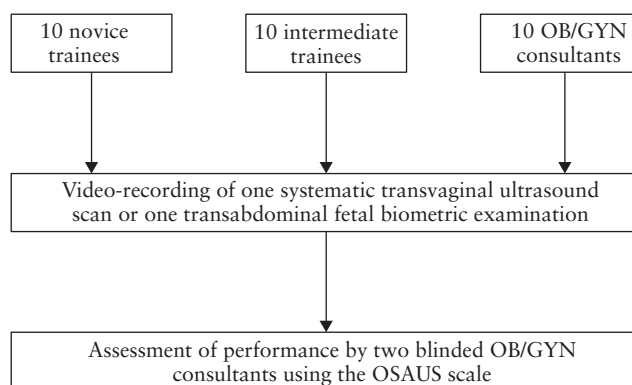 10 novice
trainees
10 intermediate
trainees
10 OB/GYN
consultants
Video-recording of one systematic transvaginal ultrasound
scan or one transabdominal fetal biometric examination
Assessment of performance by two blinded OB/GYN
consultants using the OSAUS scale